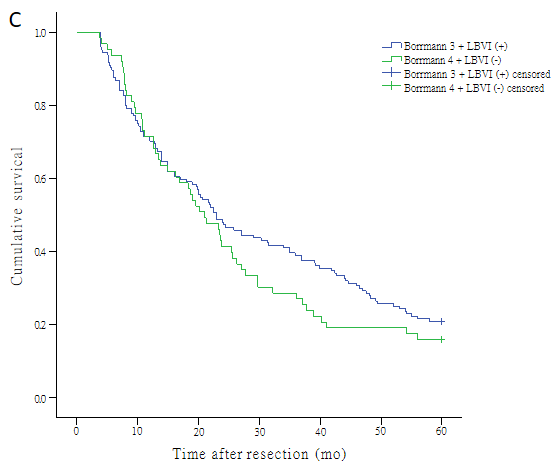 C
Cumulative survical
1.0
0.8
0.6
0.4
0.2
0.0
Borrmann 3 + LBVI (+)
Borrmann 4 + LBVI (-)
Borrmann 3 + LBVI (+) censored
Borrmann 4 + LBVI (-) censored
0 10 20 30 40 50 60
Time after resection (mo)